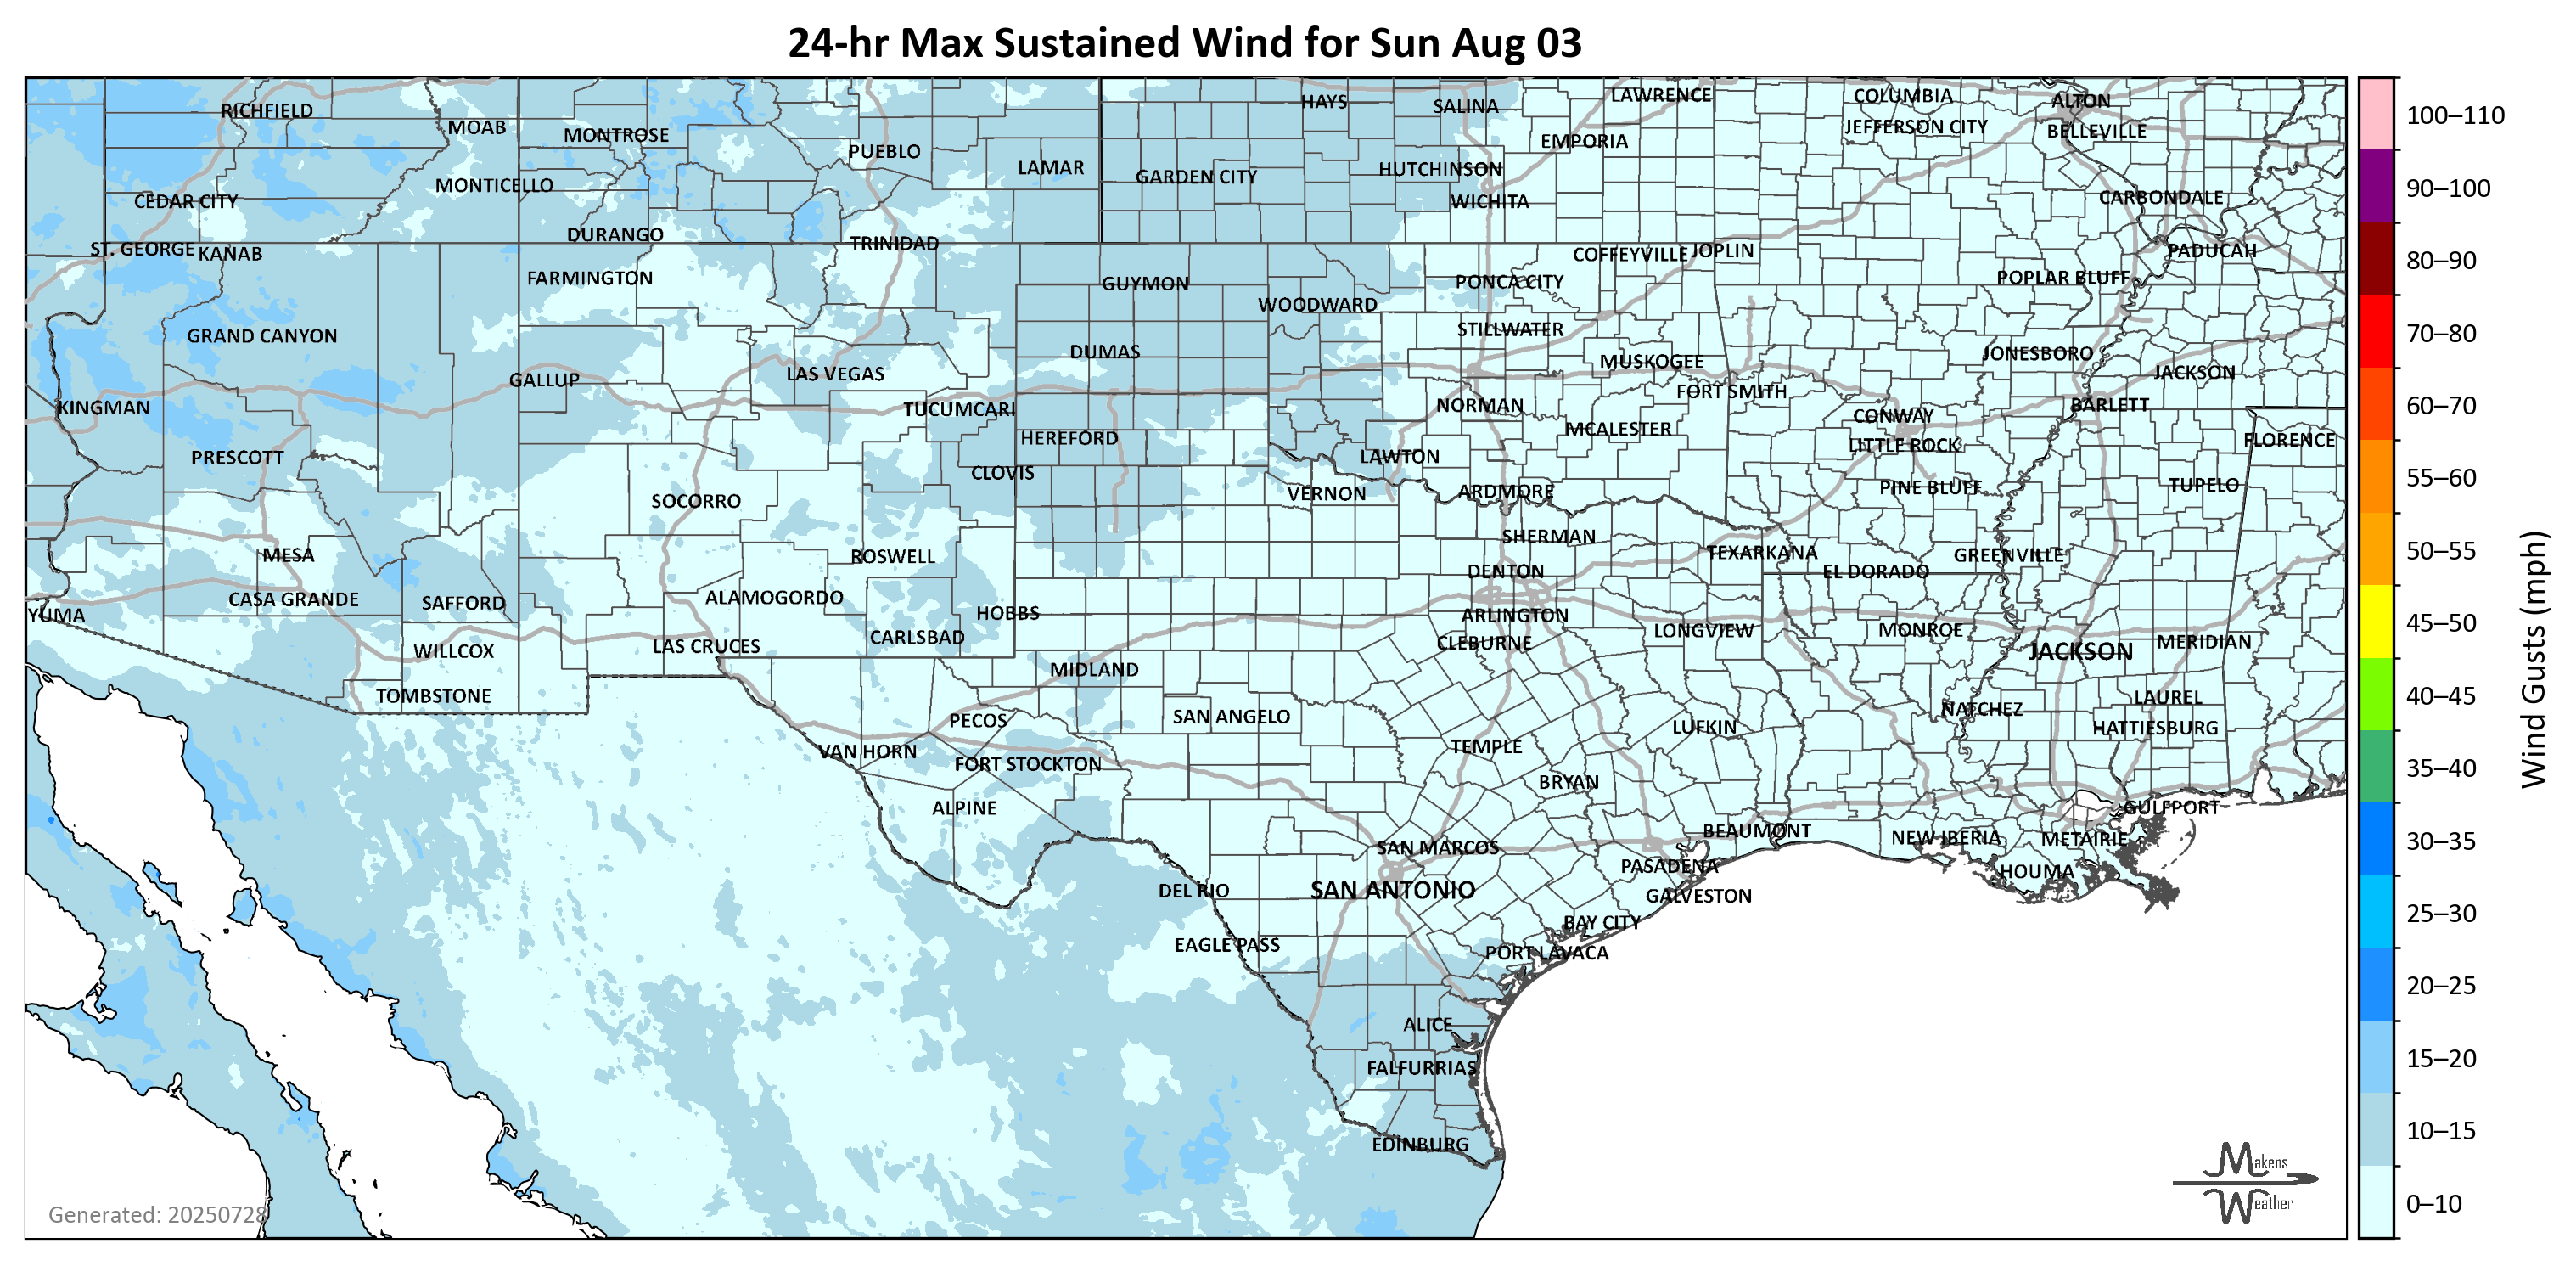 24-hr Max Sustained Wind for Sun Aug 03
RICHFIELD
MOAB
MONTROSE
PUEBLO
LAMAR
HAYS
SALINA
LAWRENCE
COLUMBIA
ALTON
EMPORIA
JEFFERSON CITY
BELLEVILLE
CEDAR CITY
MONTICELLO
GARDEN CITY
HUTCHINSON
WICHITA
CARBONDALE
ST. GEORGE
KANAB
DURANGO
TRINIDAD
COFFEYVILLE
JOPLIN
PADUCAH
FARMINGTON
GUYMON
WOODWARD
PONCA CITY
POPLAR BLUFF
GRAND CANYON
DUMAS
STILLWATER
MUSKOGEE
JONESBORO
GALLUP
LAS VEGAS
FORT SMITH
JACKSON
KINGMAN
TUCUMCARI
NORMAN
CONWAY
BARLETT
PRESCOTT
HEREFORD
MCALESTER
LITTLE ROCK
FLORENCE
CLOVIS
LAWTON
SOCORRO
VERNON
ARDMORE
PINE BLUFF
TUPELO
MESA
ROSWELL
SHERMAN
TEXARKANA
GREENVILLE
DENTON
EL DORADO
YUMA
CASA GRANDE
SAFFORD
ALAMOGORDO
HOBBS
ARLINGTON
WILLCOX
LAS CRUCES
CARLSBAD
CLEBURNE
LONGVIEW
MONROE
JACKSON
MERIDIAN
TOMBSTONE
MIDLAND
PECOS
SAN ANGELO
LUFKIN
NATCHEZ
LAUREL
HATTIESBURG
VAN HORN
FORT STOCKTON
TEMPLE
BRYAN
ALPINE
SAN MARCOS
BEAUMONT
NEW IBERIA
METAIRIE
GULFPORT
DEL RIO
SAN ANTONIO
PASADENA
GALVESTON
HOUMA
EAGLE PASS
BAY CITY
PORT LAVACA
ALICE
FALFURRIAS
EDINBURG
Generated: 20250728
Makens
Weather
100–110
90–100
80–90
70–80
60–70
55–60
50–55
45–50
40–45
35–40
30–35
25–30
20–25
15–20
10–15
0–10
Wind Gusts (mph)